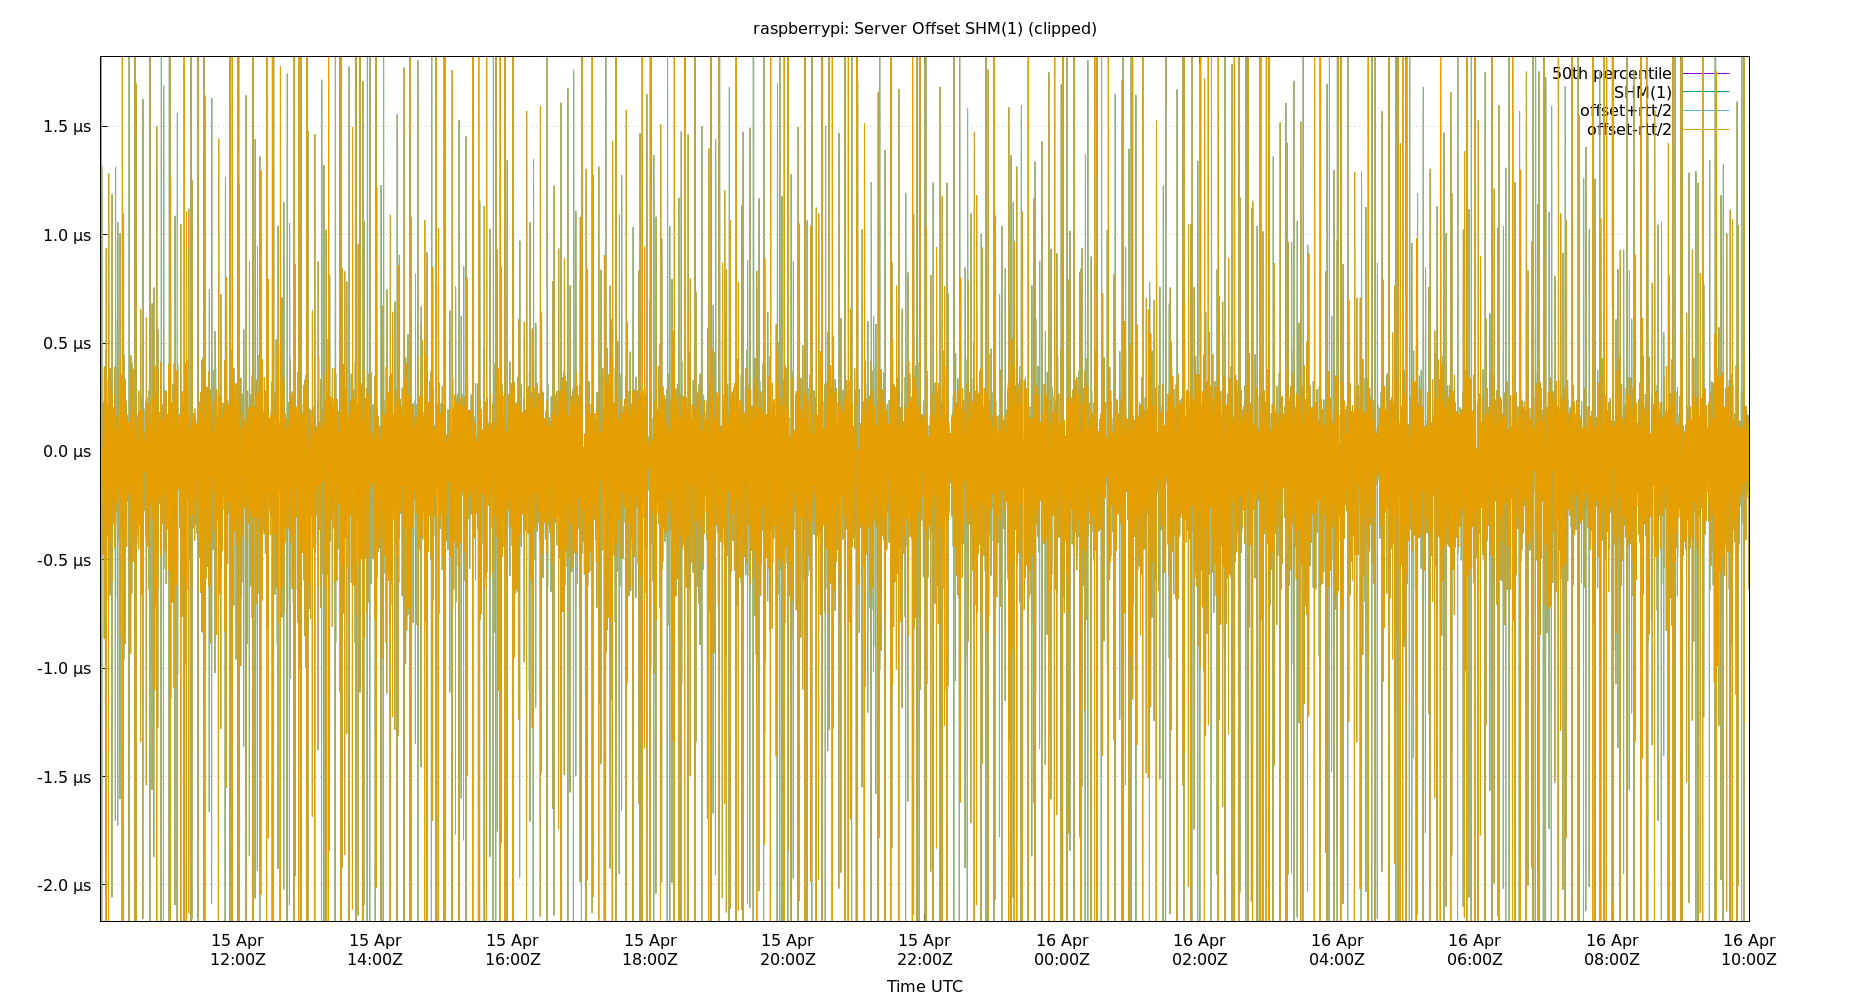 raspberrypi: Server Offset SHM(1) (clipped)
50th percentile
SHM(1)
offset+rtt/2
offset-rtt/2
1.5 µs
1.0 µs
0.5 µs
0.0 µs
-0.5 µs
-1.0 µs
-1.5 µs
-2.0 µs
15 Apr 15 Apr 15 Apr 15 Apr 15 Apr 15 Apr 16 Apr 16 Apr 16 Apr 16 Apr 16 Apr 16 Apr
12:00Z 14:00Z 16:00Z 18:00Z 20:00Z 22:00Z 00:00Z 02:00Z 04:00Z 06:00Z 08:00Z 10:00Z
Time UTC